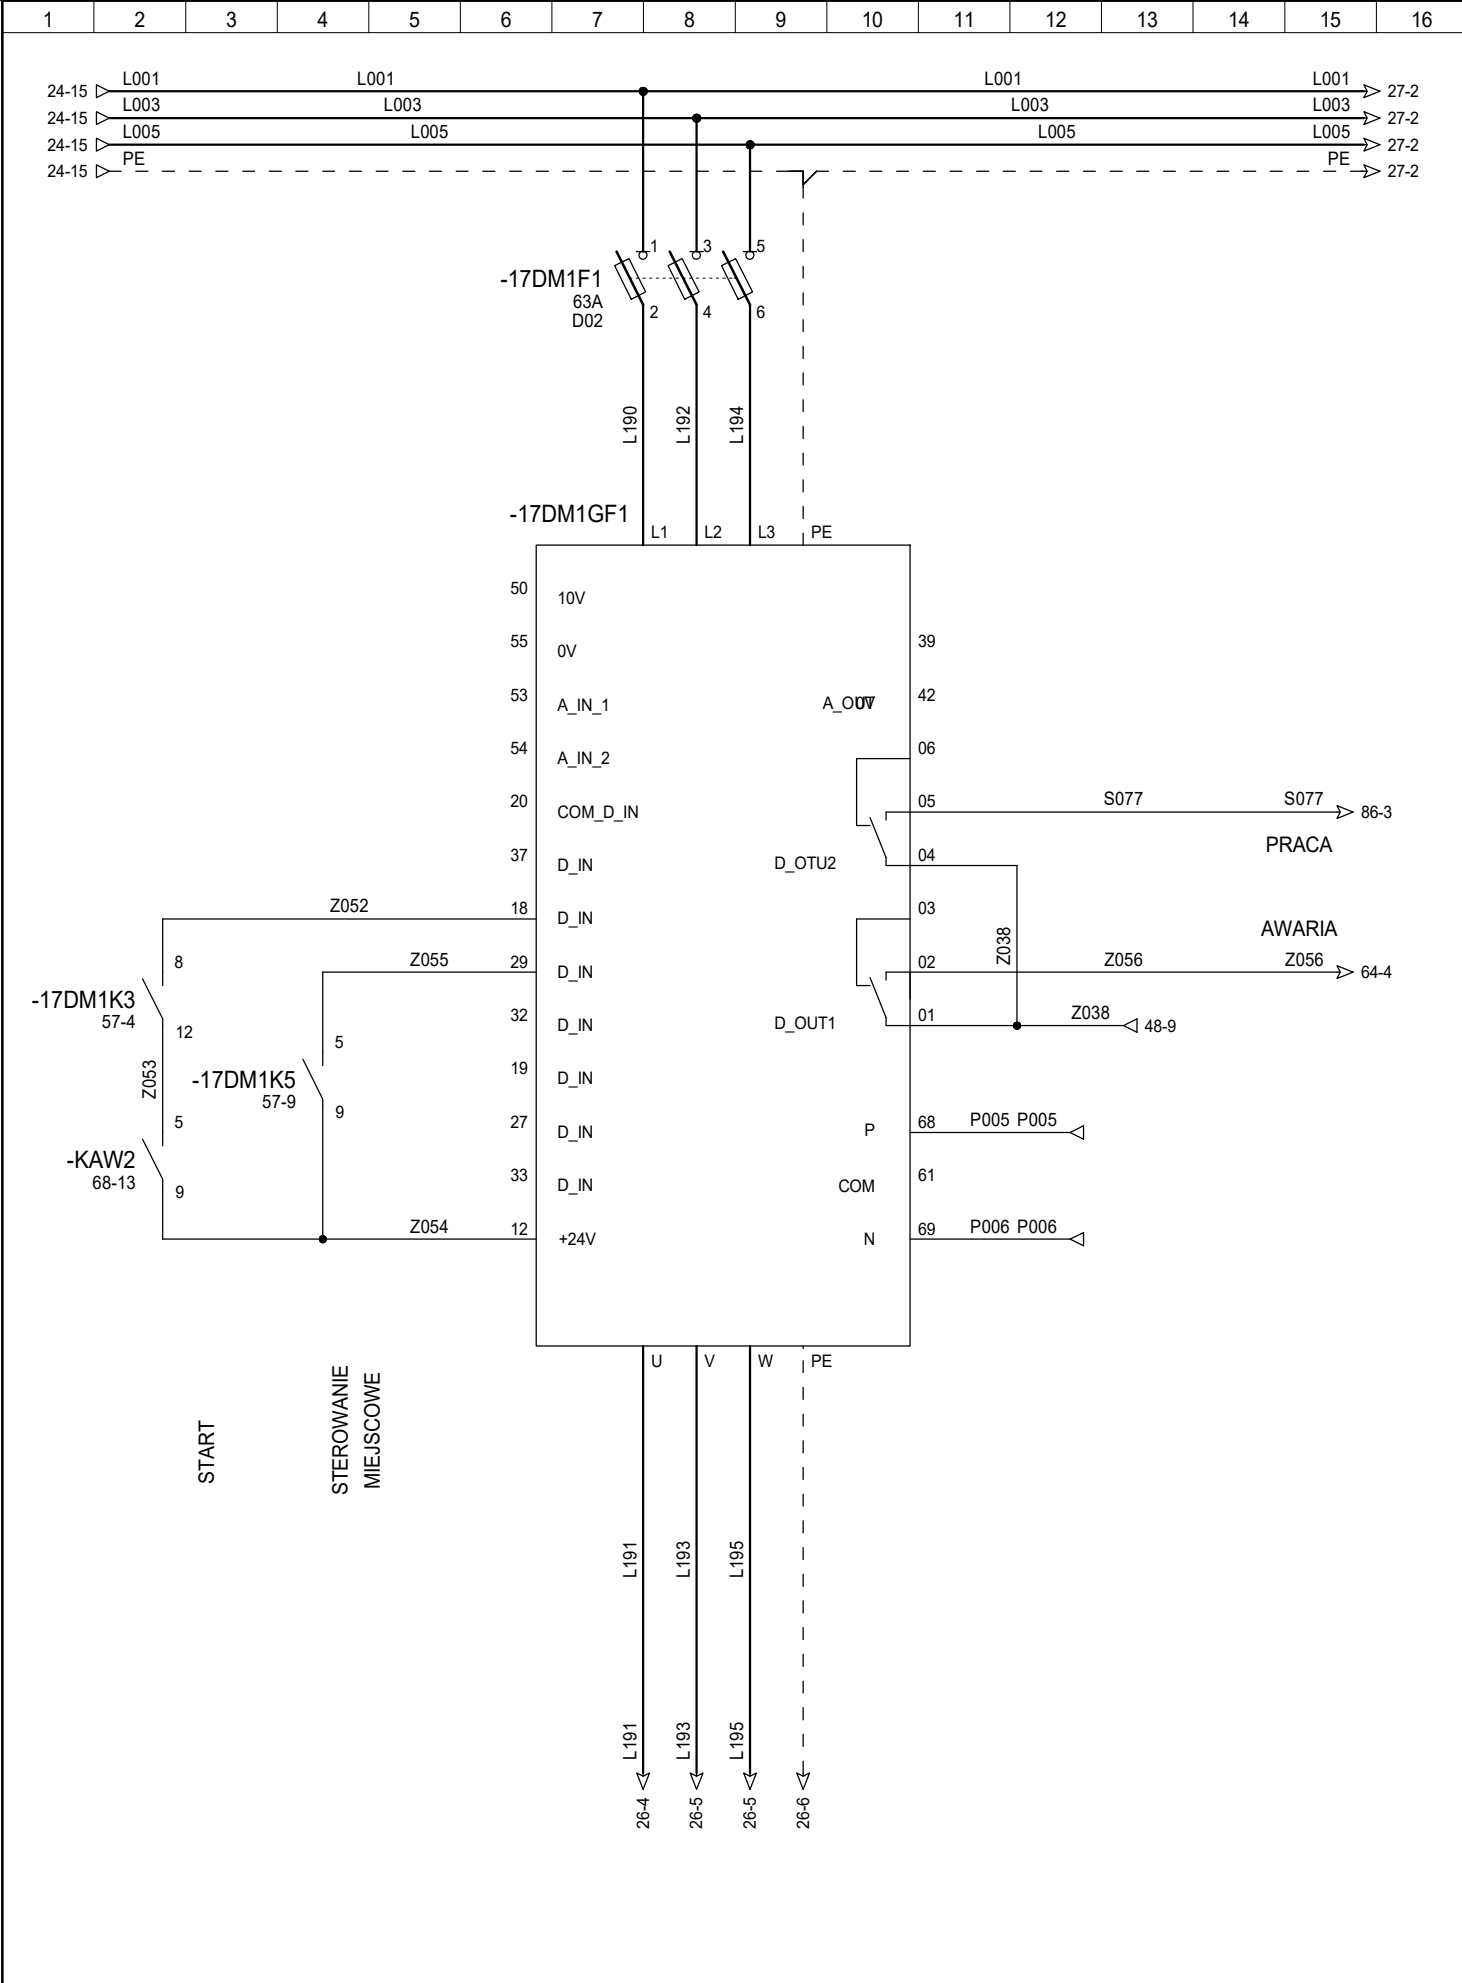 1 2 3 4 5 6 7 8 9 10 11 12 13 14 15 16
24-15 L001 L001 L001 L001 27-2
24-15 L003 L003 L003 L003 27-2
24-15 L005 L005 L005 L005 27-2
24-15 PE PE 27-2
1 3 5
-17DM1F1
63A
D02
2 4 6
L190 L192 L194
-17DM1GF1
L1 L2 L3 PE
50 10V
55 0V 39
53 A_IN_1 A_OUT 0V 42
54 A_IN_2 06
20 COM_D_IN 05 S077 S077 86-3
PRACA
37 D_IN D_OTU2 04
Z052 18 D_IN 03
AWARIA
Z038
8 Z055 29 D_IN 02 Z056 Z056 64-4
-17DM1K3
57-4
12
32 D_IN D_OUT1 01 Z038 48-9
Z053
5
19 D_IN
-17DM1K5
57-9
9
5
27 D_IN P 68 P005 P005
-KAW2
68-13
9
33 D_IN COM 61
Z054 12 +24V N 69 P006 P006
U V W PE
START
STEROWANIE
MIEJSCOWE
L191 L193 L195
L191 L193 L195
26-4 26-5 26-5 26-6